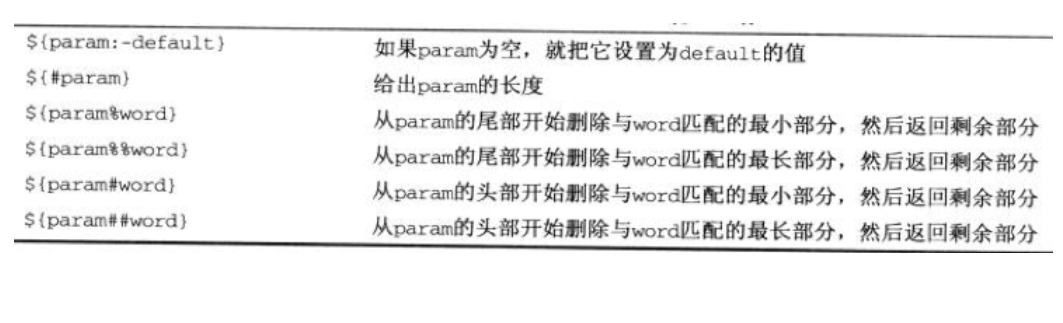 ${param:-default} 如果param为空，就把它设置为default的值
${#param} 给出param的长度
${param%word} 从param的尾部开始删除与word匹配的最小部分，然后返回剩余部分
${param%%word} 从param的尾部开始删除与word匹配的最长部分，然后返回剩余部分
${param#word} 从param的头部开始删除与word匹配的最小部分，然后返回剩余部分
${param##word} 从param的头部开始删除与word匹配的最长部分，然后返回剩余部分